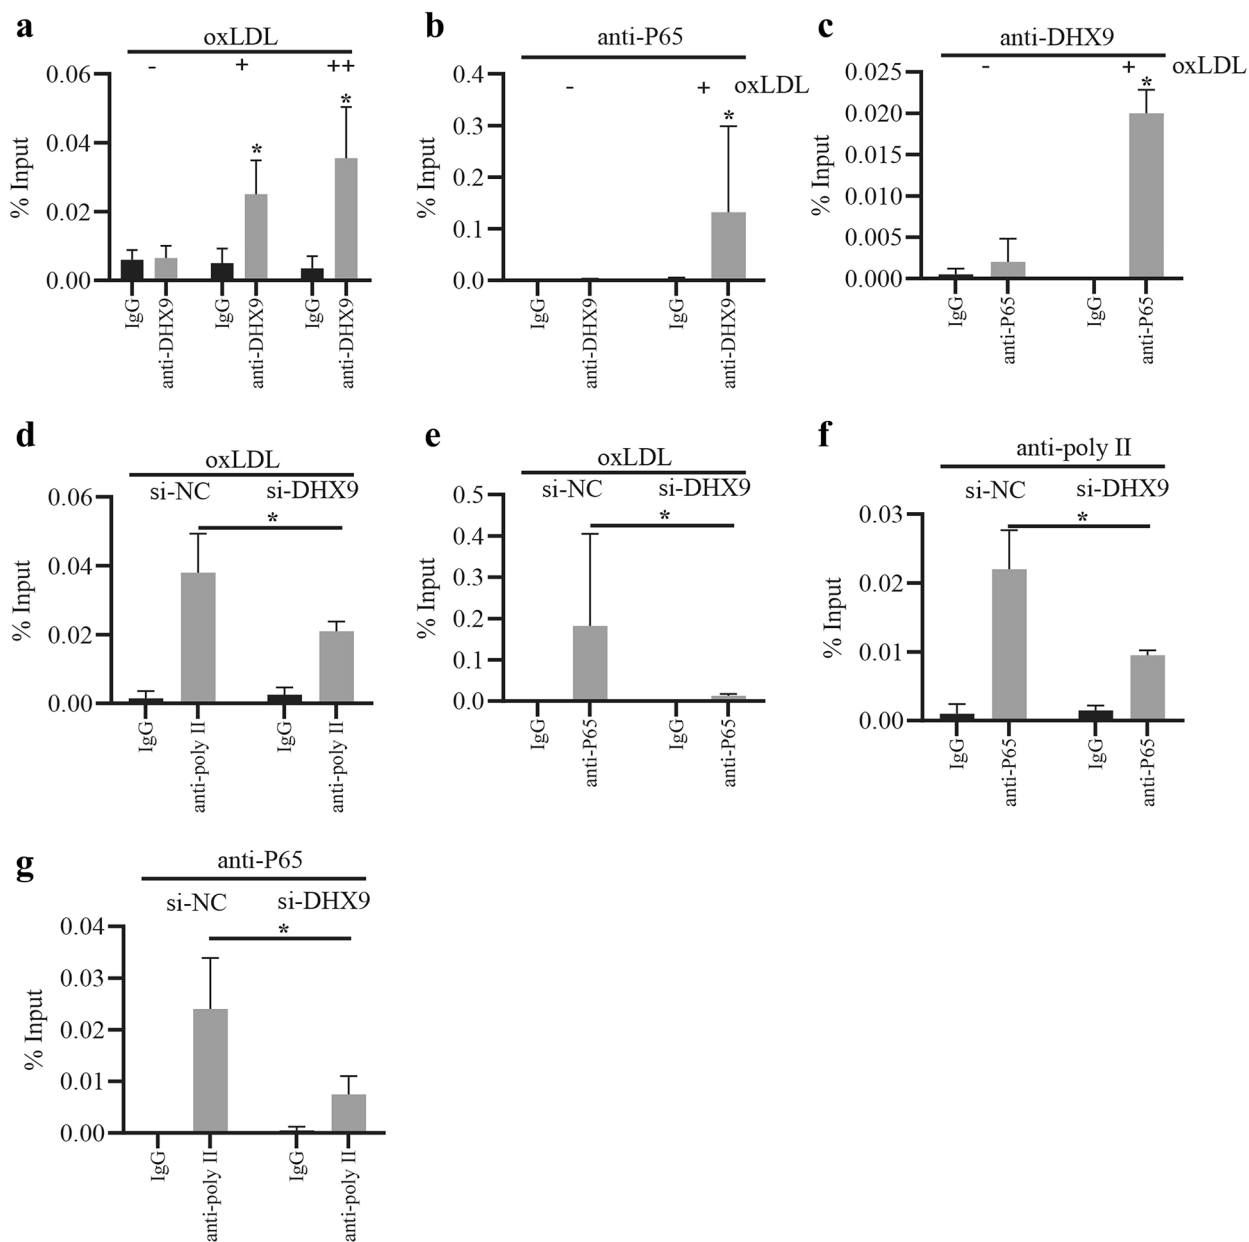 a
oxLDL
- + ++
0.06
0.04
0.02
0.00
% Input
* *
IgG
anti-DHX9
IgG
anti-DHX9
IgG
anti-DHX9
b
anti-P65
- + oxLDL
0.4
0.3
0.2
0.1
0.0
% Input
*
IgG
anti-DHX9
IgG
anti-DHX9
c
anti-DHX9
- + oxLDL
0.025
0.020
0.015
0.010
0.005
0.000
% Input
*
IgG
anti-P65
IgG
anti-P65
d
oxLDL
si-NC si-DHX9
*
0.06
0.04
0.02
0.00
% Input
IgG
anti-poly II
IgG
anti-poly II
e
oxLDL
si-NC si-DHX9
*
0.5
0.4
0.3
0.2
0.1
0.0
% Input
IgG
anti-P65
IgG
anti-P65
f
anti-poly II
si-NC si-DHX9
*
0.03
0.02
0.01
0.00
% Input
IgG
anti-P65
IgG
anti-P65
g
anti-P65
si-NC si-DHX9
*
0.04
0.03
0.02
0.01
0.00
% Input
IgG
anti-poly II
IgG
anti-poly II